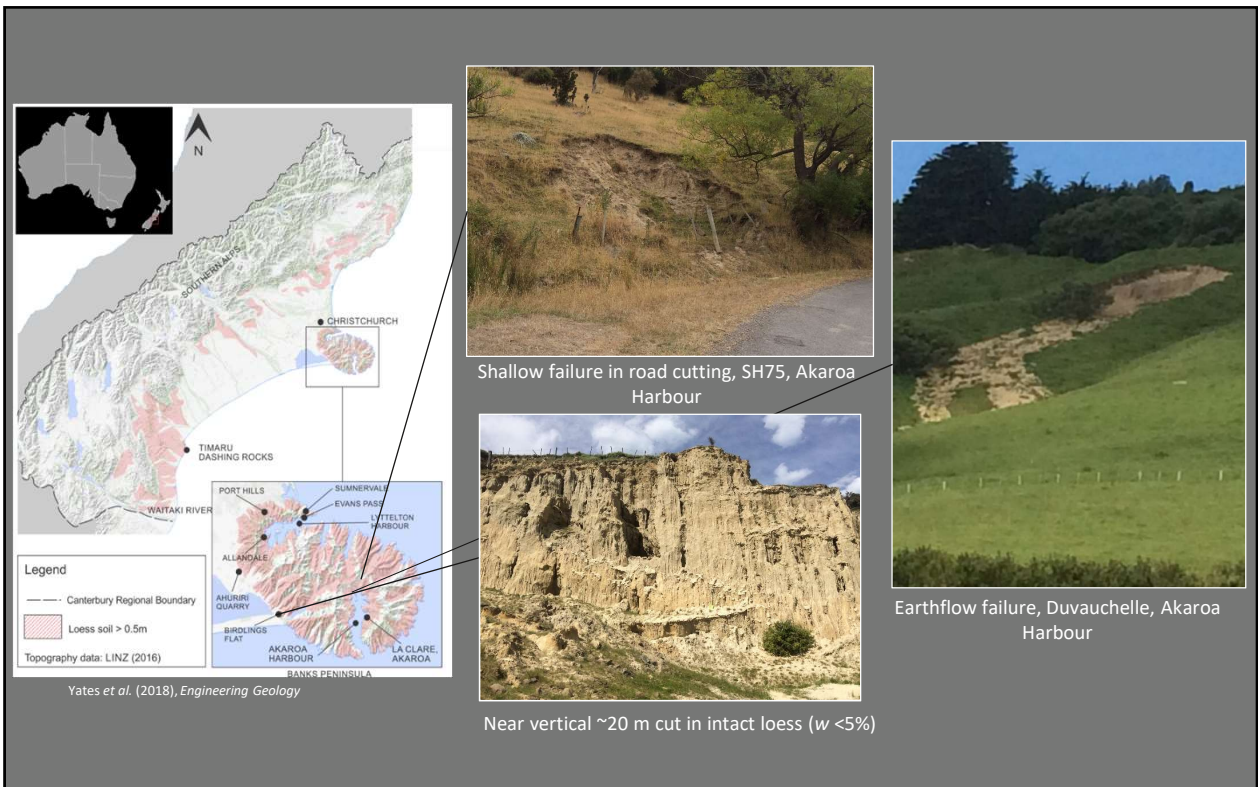 N
SOUTHERN ALPS
CHRISTCHURCH
TIMARU
DASHING ROCKS
WAITAKI RIVER
PORT HILLS
SUMNERVALE
EVANS PASS
LYTTELTON
HARBOUR
ALLANDALE
AHURIRI
QUARRY
BIRDLINGS
FLAT
AKAROA
HARBOUR
LA CLARE,
AKAROA
BANKS PENINSULA
Legend
Canterbury Regional Boundary
Loess soil > 0.5m
Topography data: LINZ (2016)
Yates et al. (2018), Engineering Geology
Shallow failure in road cutting, SH75, Akaroa
Harbour
Near vertical ~20 m cut in intact loess (w <5%)
Earthflow failure, Duvauchelle, Akaroa
Harbour